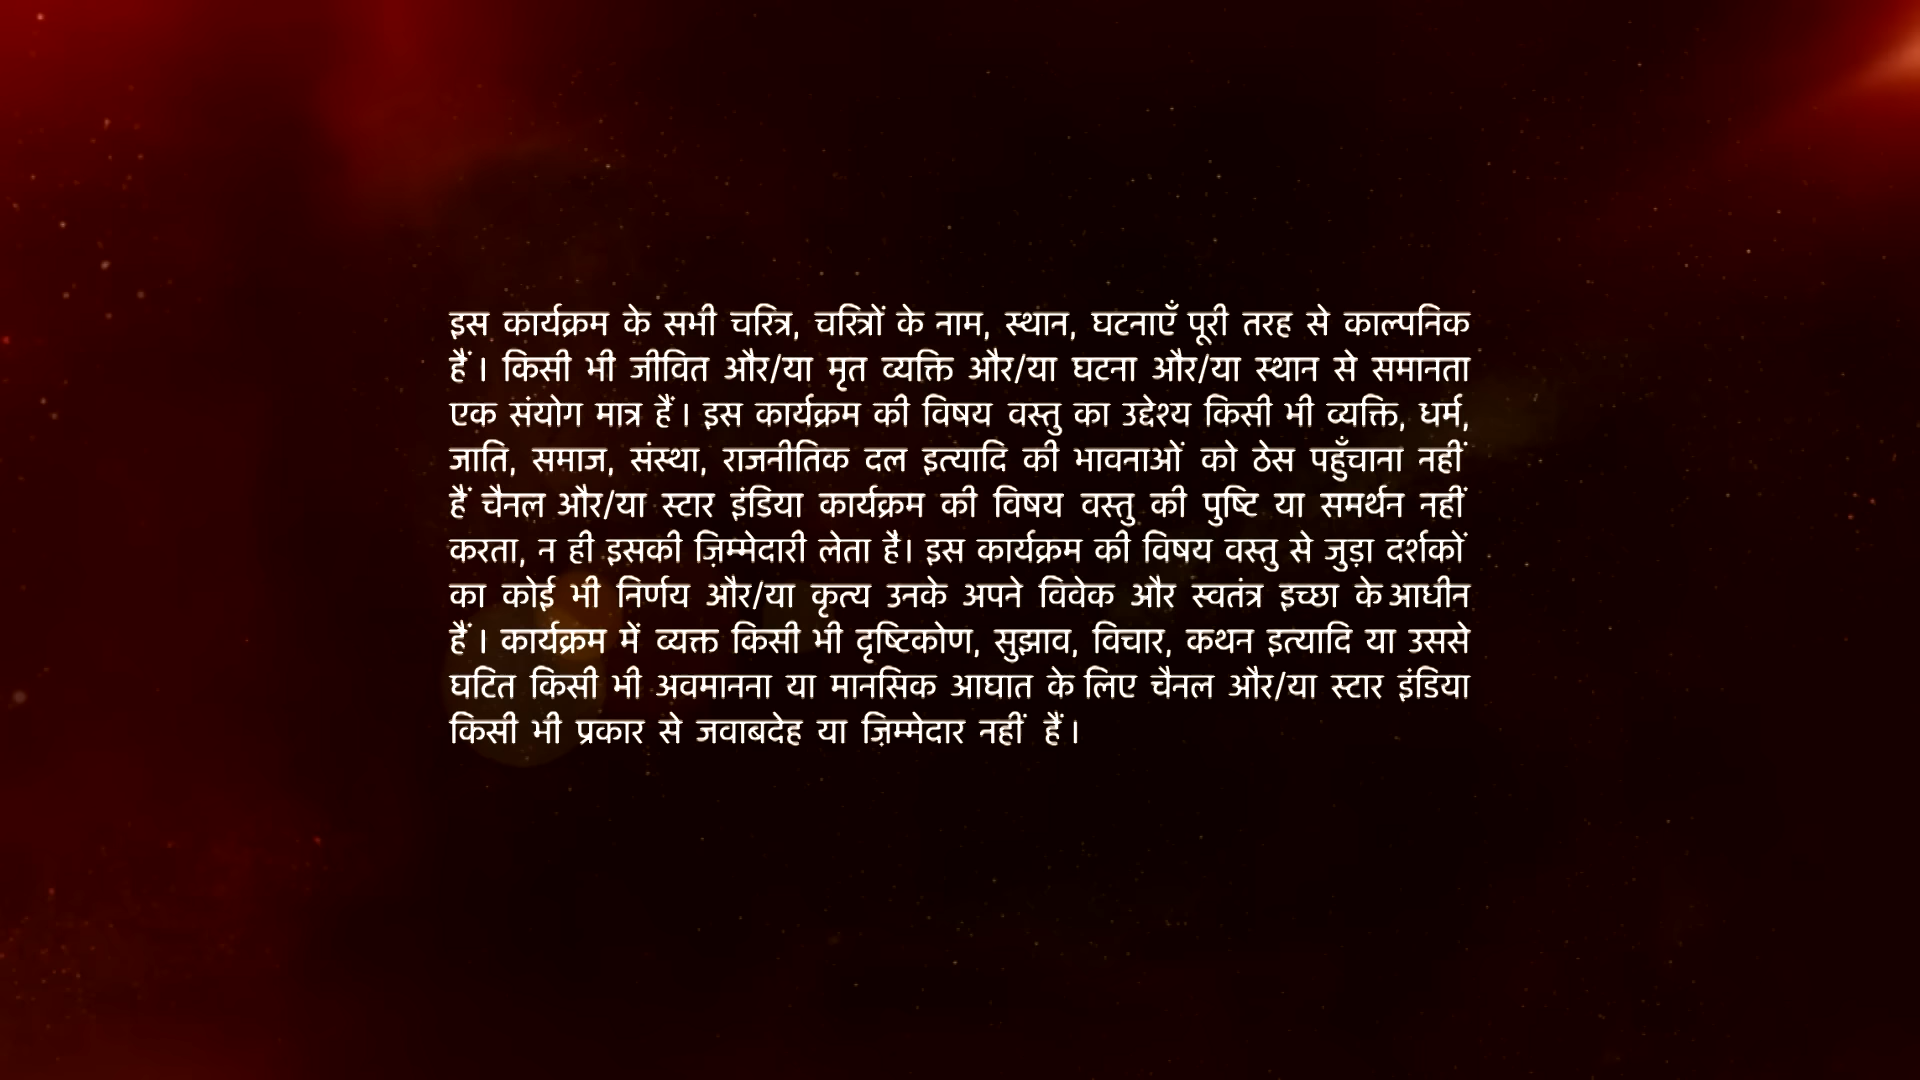 इस कार्यक्रम के सभी चरित्र, चरित्रों के नाम, स्थान, घटनाएँ पूरी तरह से काल्पनिक
हैं । किसी भी जीवित और/या मृत व्यक्ति और/या घटना और/या स्थान से समानता
एक संयोग मात्र हैं । इस कार्यक्रम की विषय वस्तु का उद्देश्य किसी भी व्यक्ति, धर्म,
जाति, समाज, संस्था, राजनीतिक दल इत्यादि की भावनाओं को ठेस पहुँचाना नहीं
हैं चैनल और/या स्टार इंडिया कार्यक्रम की विषय वस्तु की पुष्टि या समर्थन नहीं
करता, न ही इसकी ज़िम्मेदारी लेता है। इस कार्यक्रम की विषय वस्तु से जुड़ा दर्शकों
का कोई भी निर्णय और/या कृत्य उनके अपने विवेक और स्वतंत्र इच्छा के आधीन
हैं । कार्यक्रम में व्यक्त किसी भी दृष्टिकोण, सुझाव, विचार, कथन इत्यादि या उससे
घटित किसी भी अवमानना या मानसिक आघात के लिए चैनल और/या स्टार इंडिया
किसी भी प्रकार से जवाबदेह या ज़िम्मेदार नहीं हैं ।